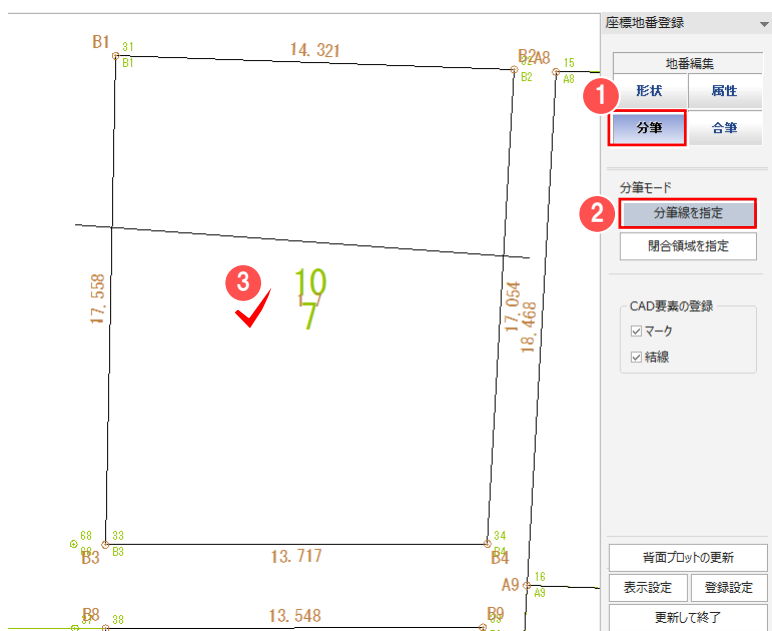 座標地番登録
地番編集
1
形状
属性
分筆
合筆
分筆モード
2
分筆線を指定
閉合領域を指定
CAD要素の登録
マーク
結線
背面プロットの更新
表示設定
登録設定
更新して終了
B1
31
B1
14.321
B2
B2
A8
15
A8
3
10
7
17.558
17.054
18.468
68
33
B3
B3
13.717
34
B4
A9
16
A9
B8
38
13.548
B9